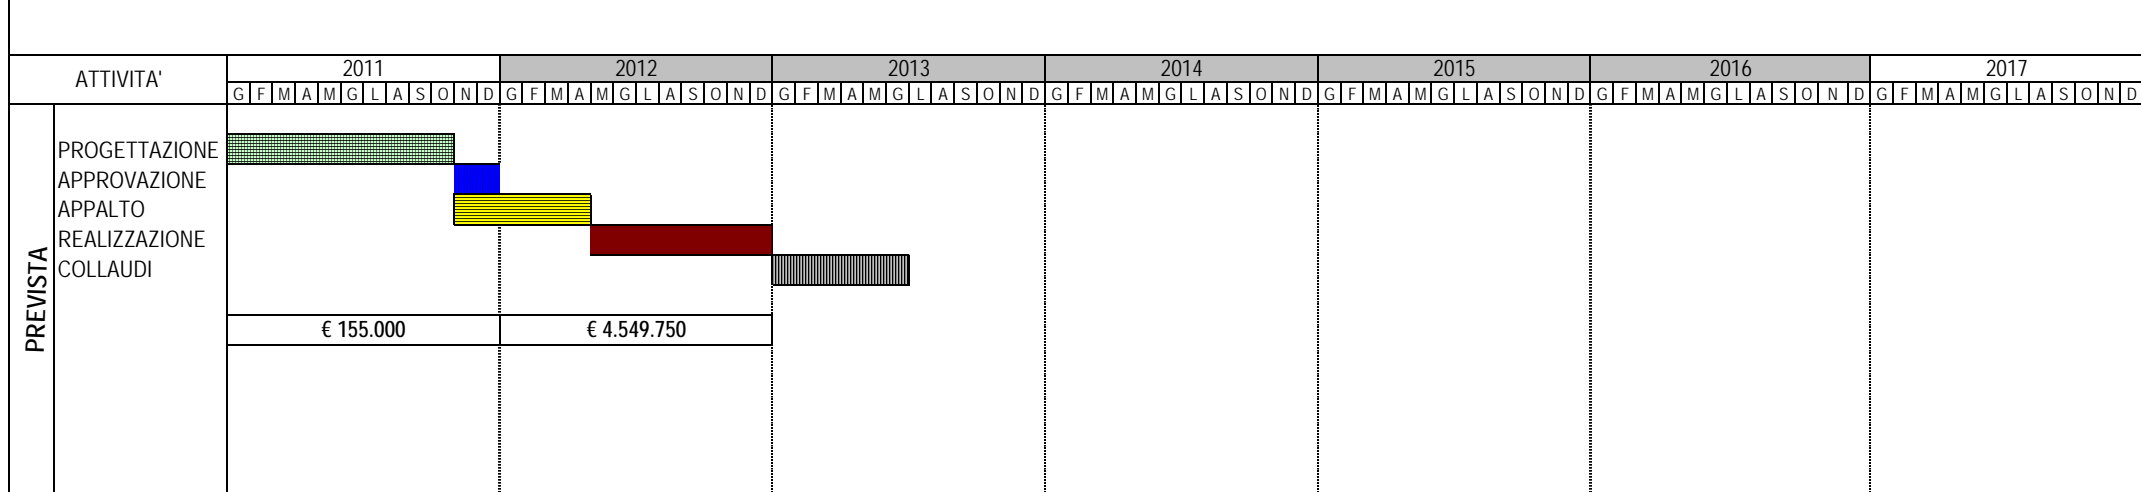 ATTIVITA' 2011 2012 2013 2014 2015 2016 2017
G F M A M G L A S O N D G F M A M G L A S O N D G F M A M G L A S O N D G F M A M G L A S O N D G F M A M G L A S O N D G F M A M G L A S O N D G F M A M G L A S O N D
PREVISTA
PROGETTAZIONE
APPROVAZIONE
APPALTO
REALIZZAZIONE
COLLAUDI
€ 155.000 € 4.549.750